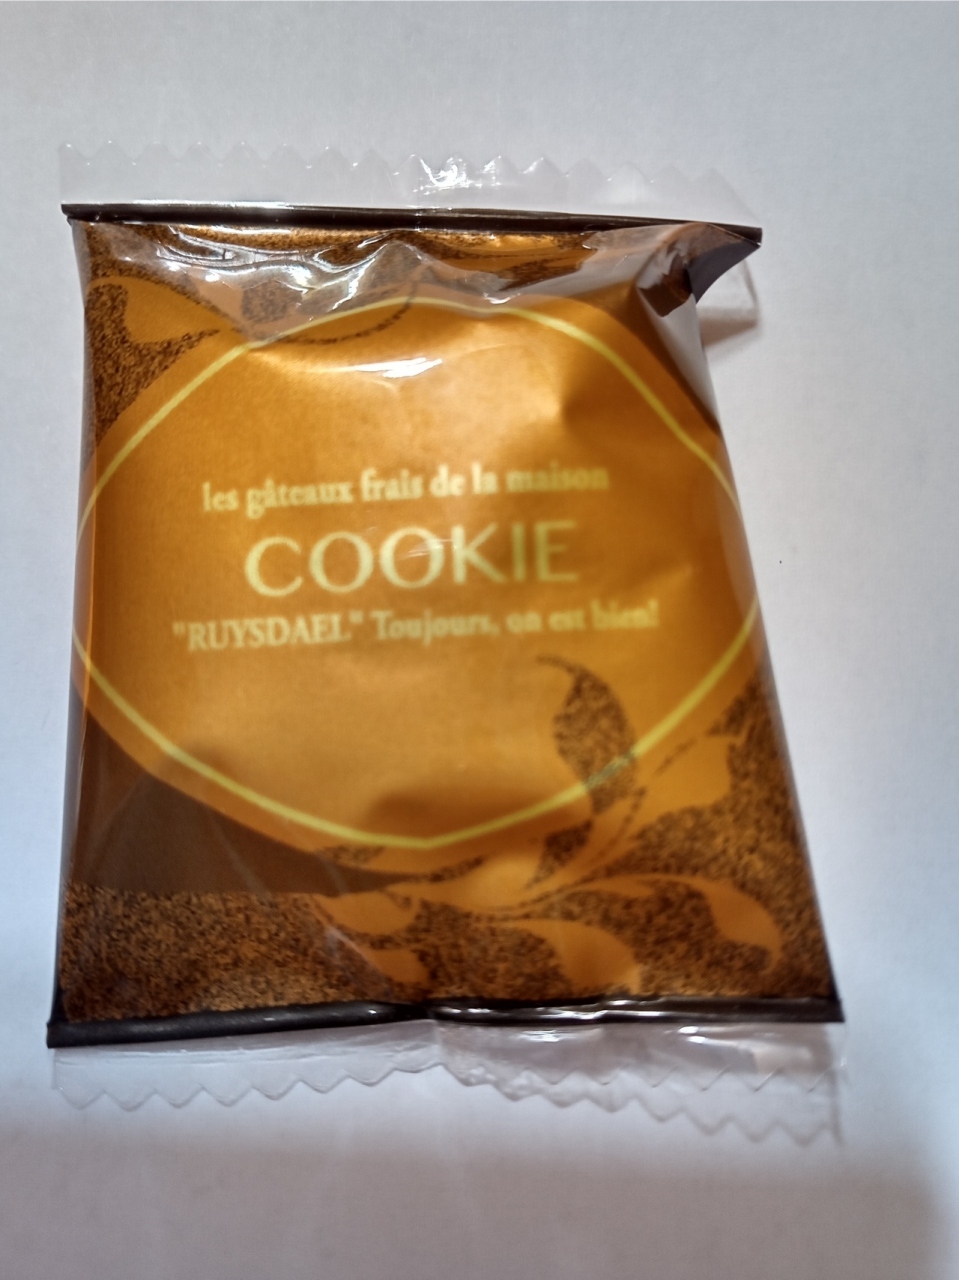 les gâteaux frais de la maison
COOKIE
"RUYSDAEL" Toujours, on est bien!